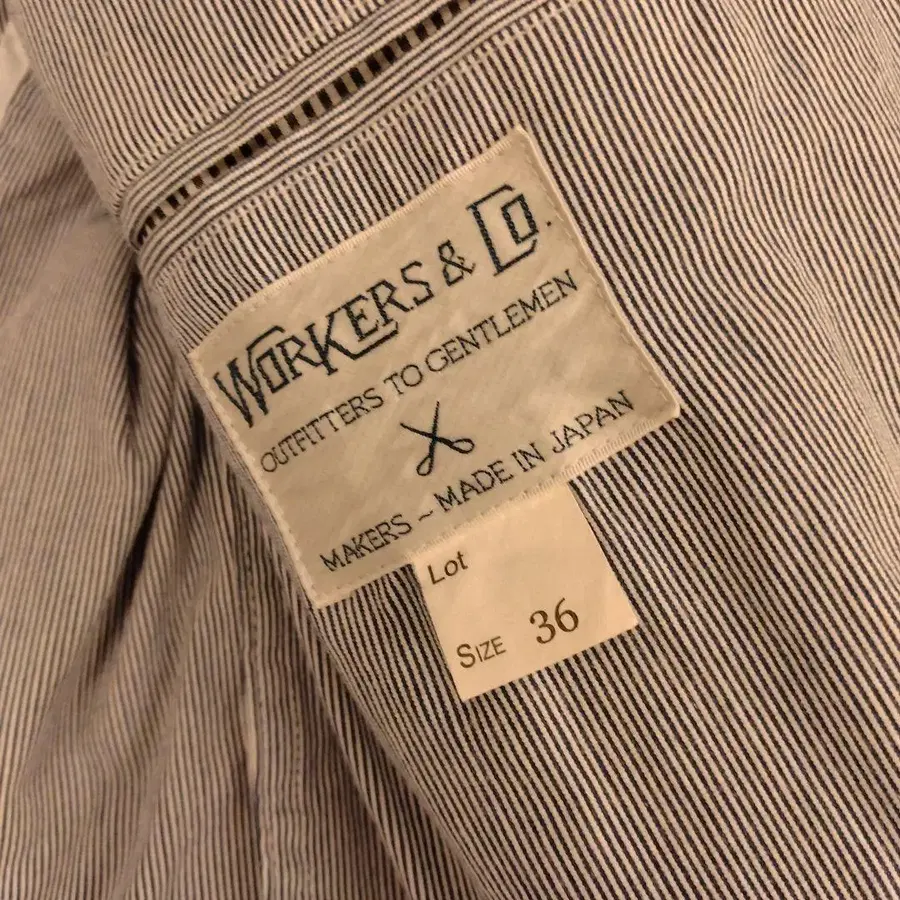 WORKERS & CO.
OUTFITTERS TO GENTLEMEN
MAKERS ~ MADE IN JAPAN
Lot
SIZE 36